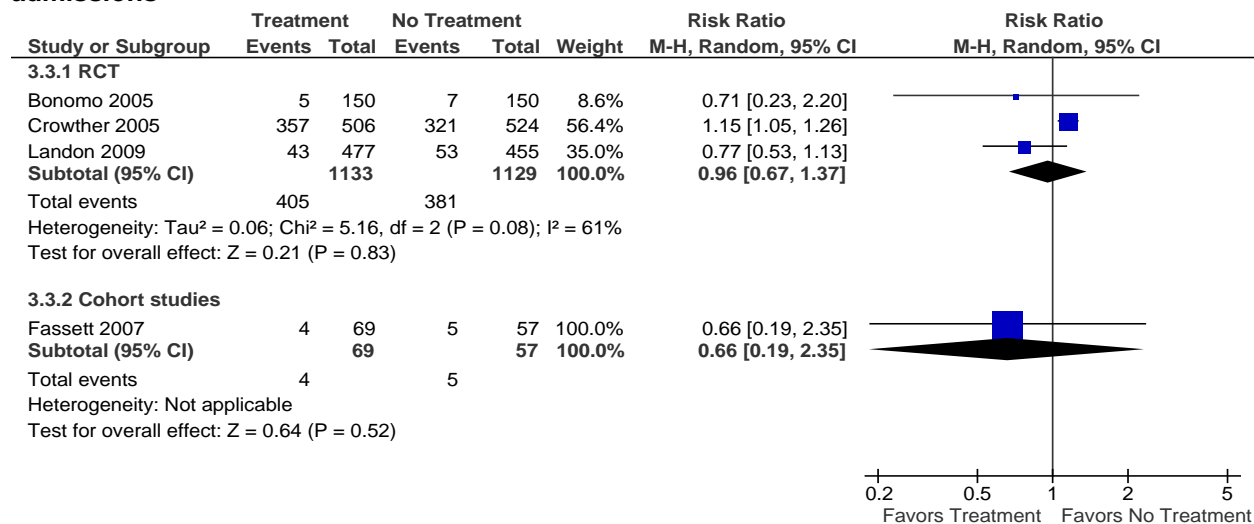 admissions
Treatment No Treatment Risk Ratio Risk Ratio
Study or Subgroup Events Total Events Total Weight M-H, Random, 95% CI M-H, Random, 95% CI
3.3.1 RCT
Bonomo 2005 5 150 7 150 8.6% 0.71 [0.23, 2.20]
Crowther 2005 357 506 321 524 56.4% 1.15 [1.05, 1.26]
Landon 2009 43 477 53 455 35.0% 0.77 [0.53, 1.13]
Subtotal (95% CI) 1133 1129 100.0% 0.96 [0.67, 1.37]
Total events 405 381
Heterogeneity: Tau² = 0.06; Chi² = 5.16, df = 2 (P = 0.08); I² = 61%
Test for overall effect: Z = 0.21 (P = 0.83)
3.3.2 Cohort studies
Fassett 2007 4 69 5 57 100.0% 0.66 [0.19, 2.35]
Subtotal (95% CI) 69 57 100.0% 0.66 [0.19, 2.35]
Total events 4 5
Heterogeneity: Not applicable
Test for overall effect: Z = 0.64 (P = 0.52)
0.2 0.5 1 2 5
Favors Treatment Favors No Treatment